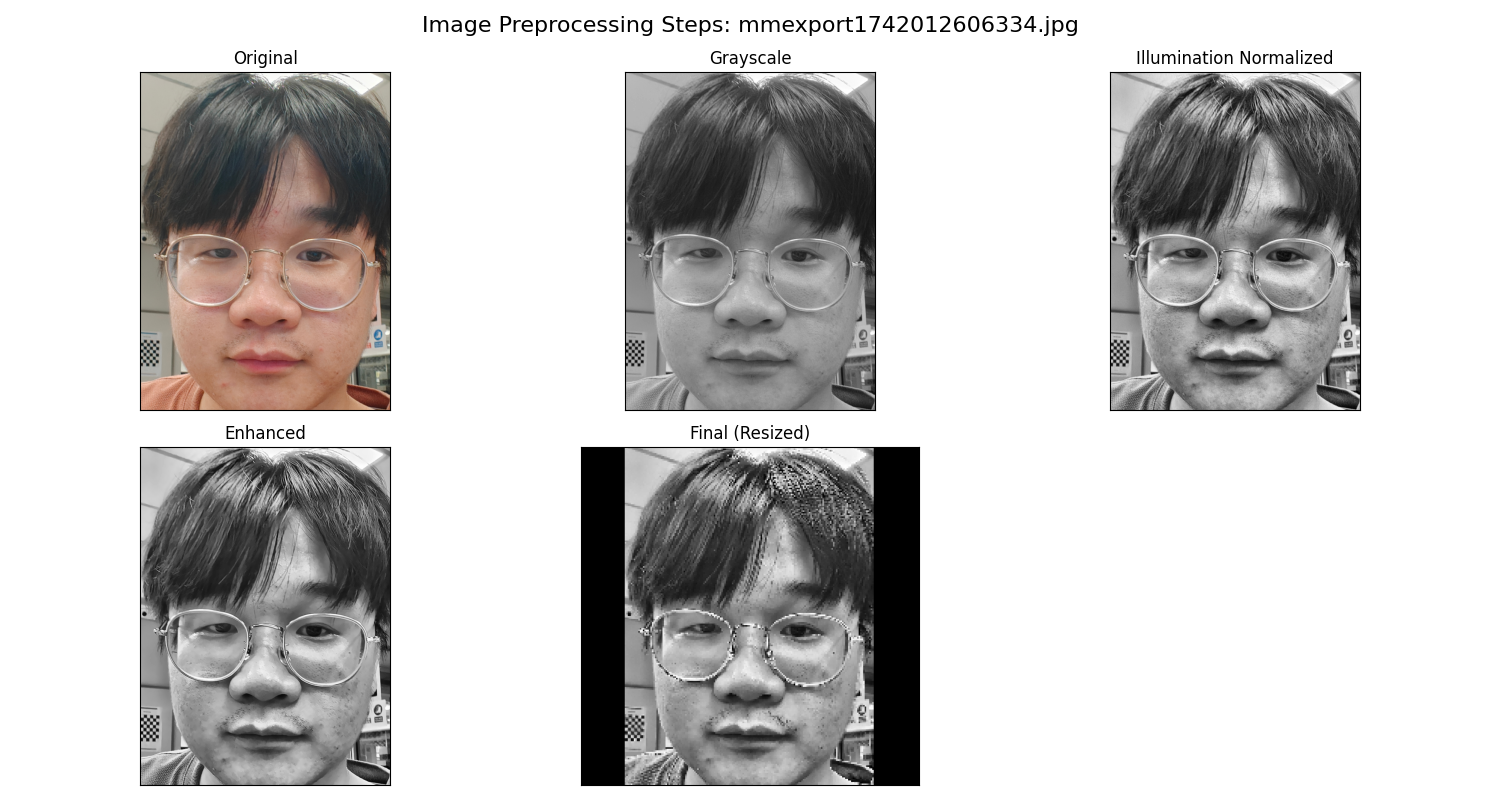 Image Preprocessing Steps: mmexport1742012606334.jpg
Original
Grayscale
Illumination Normalized
Enhanced
Final (Resized)